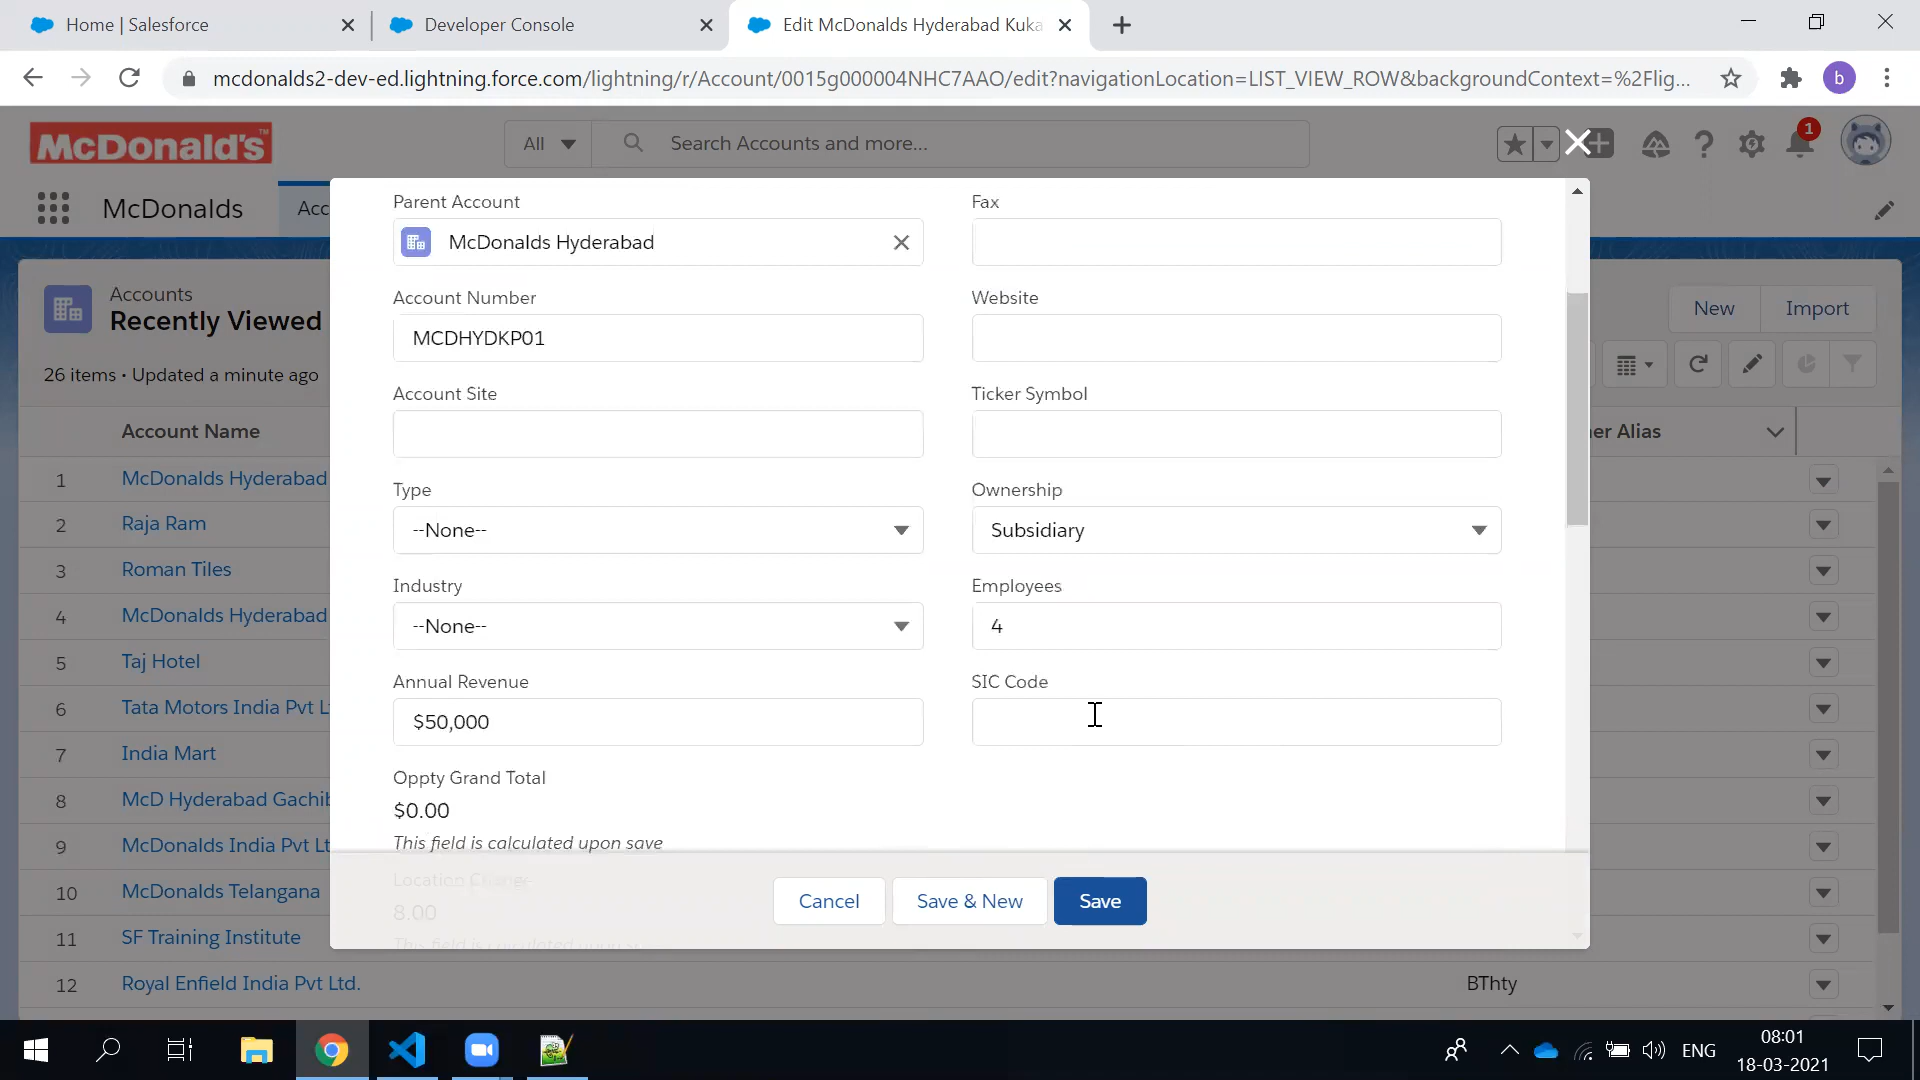 Home | Salesforce
Developer Console
Edit McDonalds Hyderabad Kuka
mcdonalds2-dev-ed.lightning.force.com/lightning/r/Account/0015g000004NHC7AAO/edit?navigationLocation=LIST_VIEW_ROW&backgroundContext=%2Flig...
b
McDonald's™
All
Search Accounts and more...
1
McDonalds
Acc
Accounts
Recently Viewed
New
Import
26 items • Updated a minute ago
Account Name
er Alias
1 McDonalds Hyderabad
2 Raja Ram
3 Roman Tiles
4 McDonalds Hyderabad
5 Taj Hotel
6 Tata Motors India Pvt L
7 India Mart
8 McD Hyderabad Gachib
9 McDonalds India Pvt Lt
10 McDonalds Telangana
11 SF Training Institute
12 Royal Enfield India Pvt Ltd.
BThty
Parent Account
McDonalds Hyderabad
Fax
Account Number
MCDHYDKP01
Website
Account Site
Ticker Symbol
Type
--None--
Ownership
Subsidiary
Industry
--None--
Employees
4
Annual Revenue
$50,000
SIC Code
Oppty Grand Total
$0.00
This field is calculated upon save
8.00
Cancel
Save & New
Save
ENG
08:01
18-03-2021